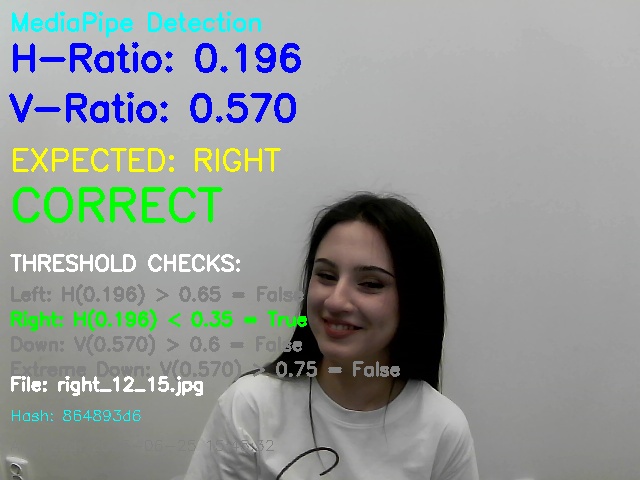 MediaPipe Detection
H-Ratio: 0.196
V-Ratio: 0.570
EXPECTED: RIGHT
CORRECT
THRESHOLD CHECKS:
Left: H(0.196) > 0.65 = False
Right: H(0.196) < 0.35 = True
Down: V(0.570) > 0.6 = False
Extreme Down: V(0.570) > 0.75 = False
File: right_12_15.jpg
Hash: 864893d6